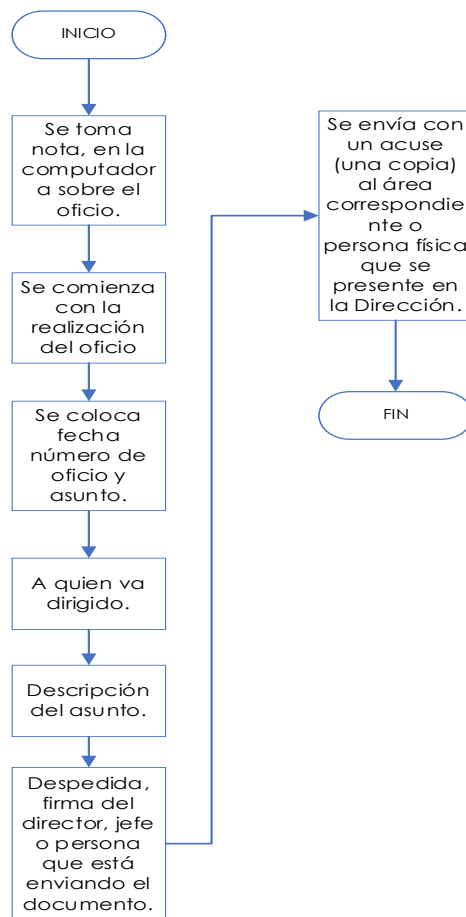 INICIO
Se toma
nota, en la
computador
a sobre el
oficio.
Se comienza
con la
realización
del oficio
Se coloca
fecha
número de
oficio y
asunto.
A quien va
dirigido.
Descripción
del asunto.
Despedida,
firma del
director, jefe
o persona
que está
enviando el
documento.
Se envía con
un acuse
(una copia)
al área
correspondie
nte o
persona física
que se
presente en
la Dirección.
FIN